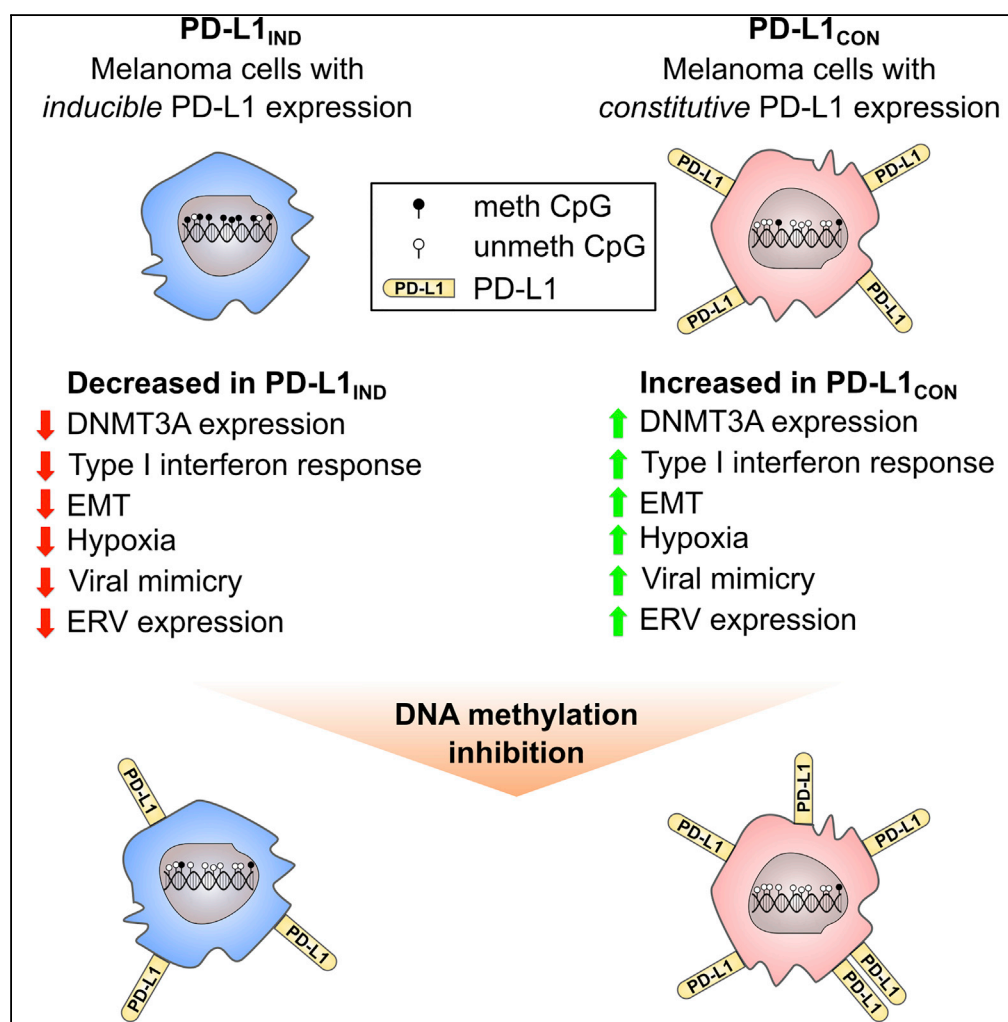 PD-L1IND
Melanoma cells with
inducible PD-L1 expression
PD-L1CON
Melanoma cells with
constitutive PD-L1 expression
meth CpG
unmeth CpG
PD-L1 PD-L1
PD-L1
PD-L1
PD-L1
PD-L1
Decreased in PD-L1IND
DNMT3A expression
Type I interferon response
EMT
Hypoxia
Viral mimicry
ERV expression
Increased in PD-L1CON
DNMT3A expression
Type I interferon response
EMT
Hypoxia
Viral mimicry
ERV expression
DNA methylation
inhibition
PD-L1
PD-L1
PD-L1
PD-L1
PD-L1
PD-L1
PD-L1
PD-L1
PD-L1